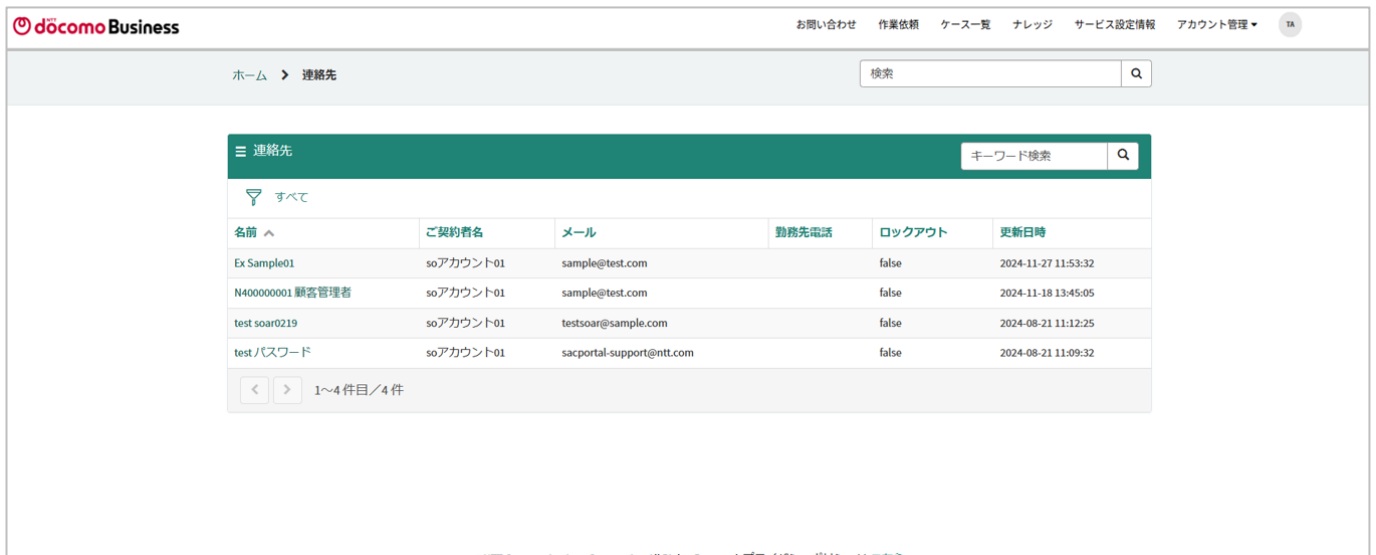 NTT docomo Business お問い合わせ 作業依頼 ケース一覧 ナレッジ サービス設定情報 アカウント管理 TA
ホーム 連絡先 検索
連絡先 キーワード検索
すべて
名前 ご契約者名 メール 勤務先電話 ロックアウト 更新日時
Ex Sample01 soアカウント01 sample@test.com false 2024-11-27 11:53:32
N400000001 顧客管理者 soアカウント01 sample@test.com false 2024-11-18 13:45:05
test soar0219 soアカウント01 testsoar@sample.com false 2024-08-21 11:12:25
test パスワード soアカウント01 sacportal-support@ntt.com false 2024-08-21 11:09:32
1～4 件目／4 件